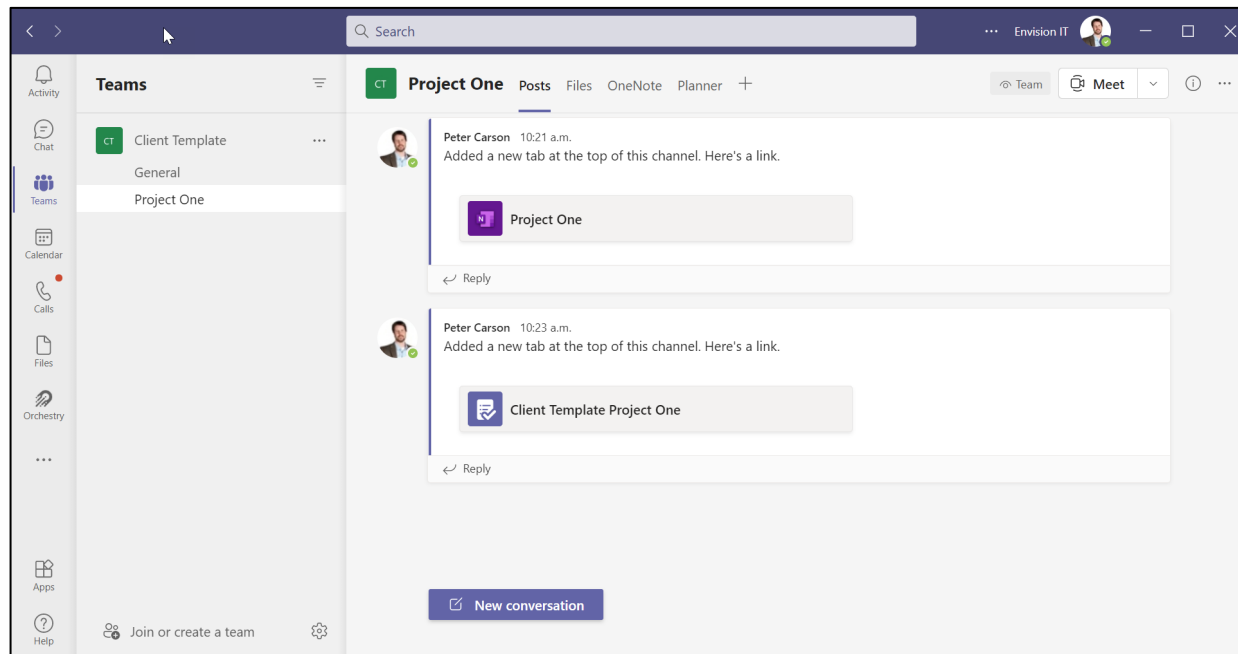 Search
Envision IT
Activity
Chat
Teams
Calendar
Calls
Files
Orchestry
Apps
Help
Teams
CT Client Template
General
Project One
Join or create a team
CT Project One Posts Files OneNote Planner
Team Meet
Peter Carson 10:21 a.m.
Added a new tab at the top of this channel. Here's a link.
N Project One
Reply
Peter Carson 10:23 a.m.
Added a new tab at the top of this channel. Here's a link.
Client Template Project One
Reply
New conversation